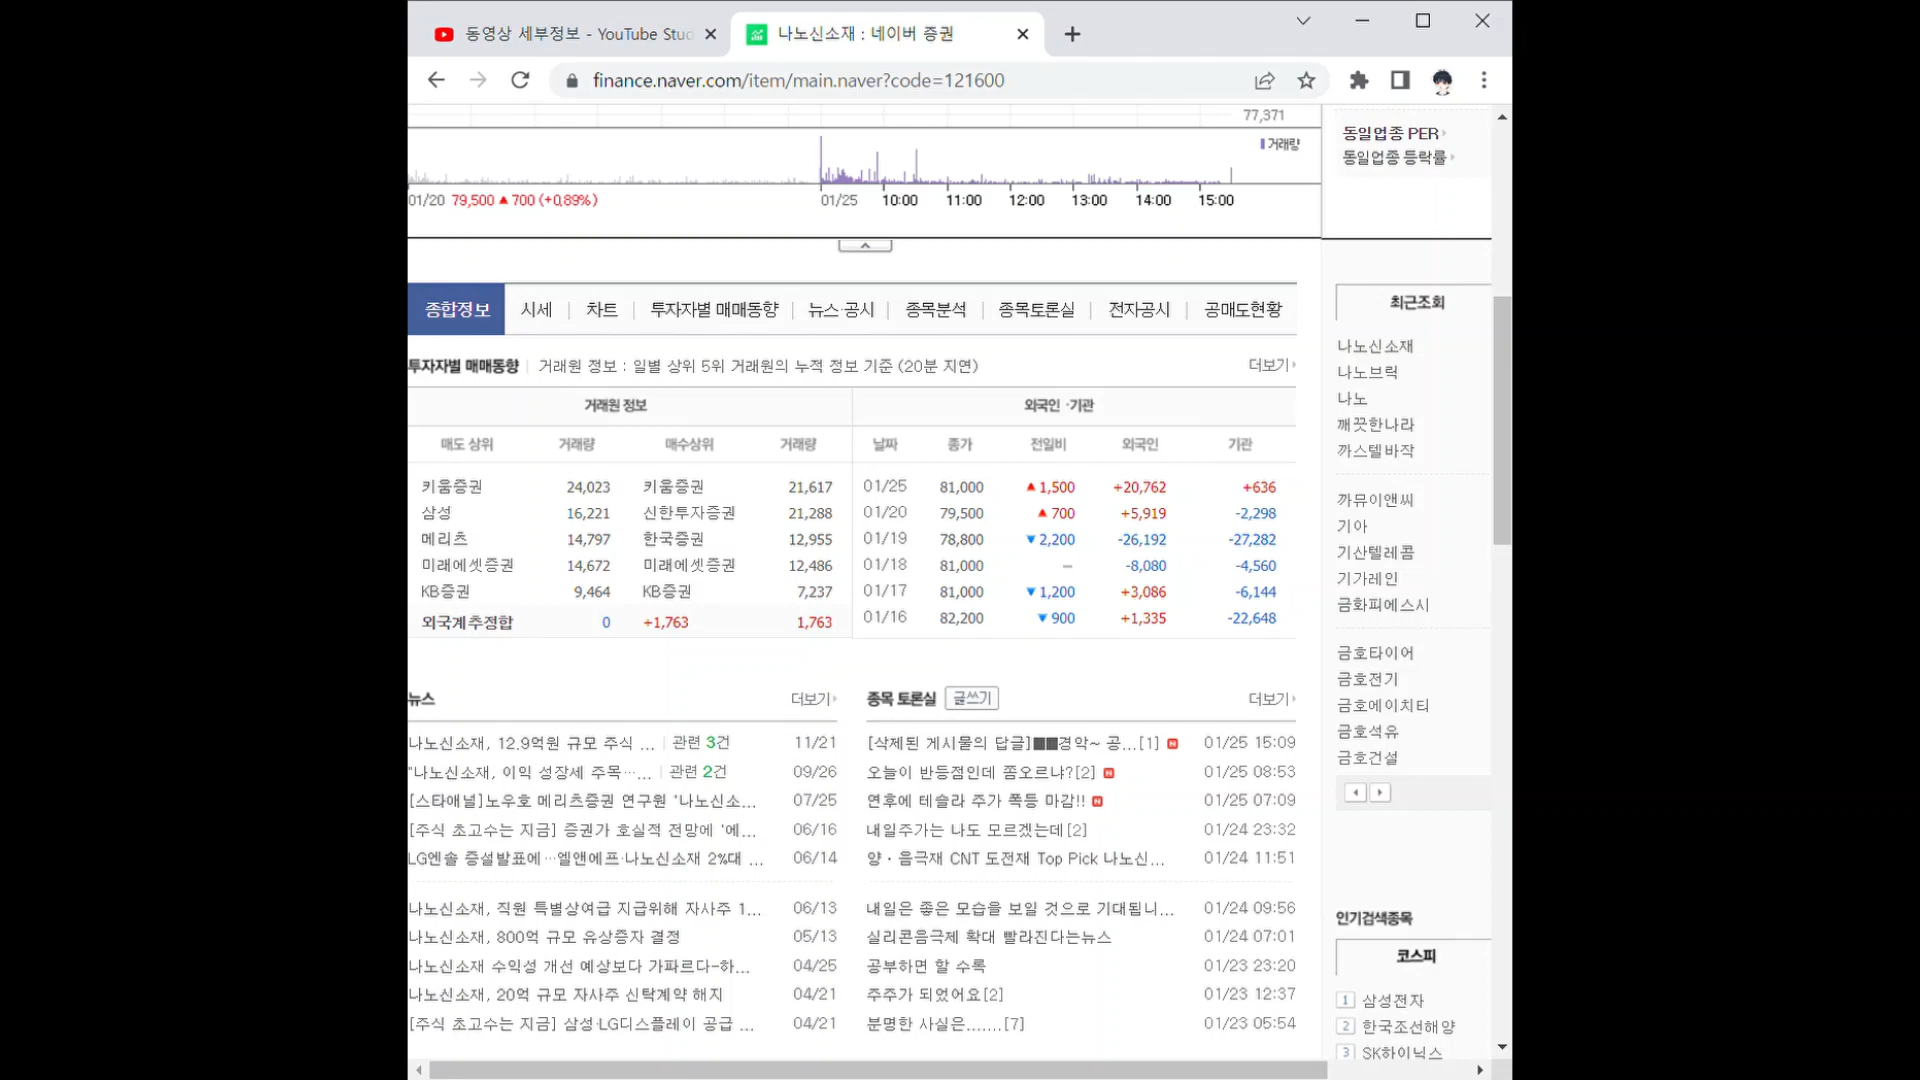 동영상 세부정보 - YouTube Stud
나노신소재 : 네이버 증권
finance.naver.com/item/main.naver?code=121600
77,371
거래량
01/20 79,500 ▲ 700 (+0.89%)
01/25 10:00 11:00 12:00 13:00 14:00 15:00
동일업종 PER
동일업종 등락률
종합정보 시세 차트 투자자별 매매동향 뉴스·공시 종목분석 종목토론실 전자공시 공매도현황
투자자별 매매동향 거래원 정보 : 일별 상위 5위 거래원의 누적 정보 기준 (20분 지연) 더보기
거래원 정보 외국인 ·기관
매도 상위 거래량 매수상위 거래량 날짜 종가 전일비 외국인 기관
키움증권 24,023 키움증권 21,617 01/25 81,000 ▲ 1,500 +20,762 +636
삼성 16,221 신한투자증권 21,288 01/20 79,500 ▲ 700 +5,919 -2,298
메리츠 14,797 한국증권 12,955 01/19 78,800 ▼ 2,200 -26,192 -27,282
미래에셋증권 14,672 미래에셋증권 12,486 01/18 81,000 – -8,080 -4,560
KB증권 9,464 KB증권 7,237 01/17 81,000 ▼ 1,200 +3,086 -6,144
외국계추정합 0 +1,763 1,763 01/16 82,200 ▼ 900 +1,335 -22,648
뉴스 더보기
나노신소재, 12.9억원 규모 주식 ... 관련 3건 11/21
"나노신소재, 이익 성장세 주목…... 관련 2건 09/26
[스타애널]노우호 메리츠증권 연구원 "나노신소... 07/25
[주식 초고수는 지금] 증권가 호실적 전망에 '에... 06/16
LG엔솔 증설발표에…엘앤에프·나노신소재 2%대 ... 06/14
나노신소재, 직원 특별상여급 지급위해 자사주 1... 06/13
나노신소재, 800억 규모 유상증자 결정 05/13
나노신소재 수익성 개선 예상보다 가파르다-하... 04/25
나노신소재, 20억 규모 자사주 신탁계약 해지 04/21
[주식 초고수는 지금] 삼성·LG디스플레이 공급 ... 04/21
종목 토론실 글쓰기 더보기
[삭제된 게시물의 답글]■■경악~ 공...[1] N 01/25 15:09
오늘이 반등점인데 쫌오르냐?[2] N 01/25 08:53
연후에 테슬라 주가 폭등 마감!! N 01/25 07:09
내일주가는 나도 모르겠는데[2] 01/24 23:32
양·음극재 CNT 도전재 Top Pick 나노신... 01/24 11:51
내일은 좋은 모습을 보일 것으로 기대됩니... 01/24 09:56
실리콘음극제 확대 빨라진다는뉴스 01/24 07:01
공부하면 할 수록 01/23 23:20
주주가 되었어요[2] 01/23 12:37
분명한 사실은.......[7] 01/23 05:54
최근조회
나노신소재
나노브릭
나노
깨끗한나라
까스텔바작
까뮤이앤씨
기아
기산텔레콤
기가레인
금화피에스시
금호타이어
금호전기
금호에이치티
금호석유
금호건설
인기검색종목
코스피
1 삼성전자
2 한국조선해양
3 SK하이닉스